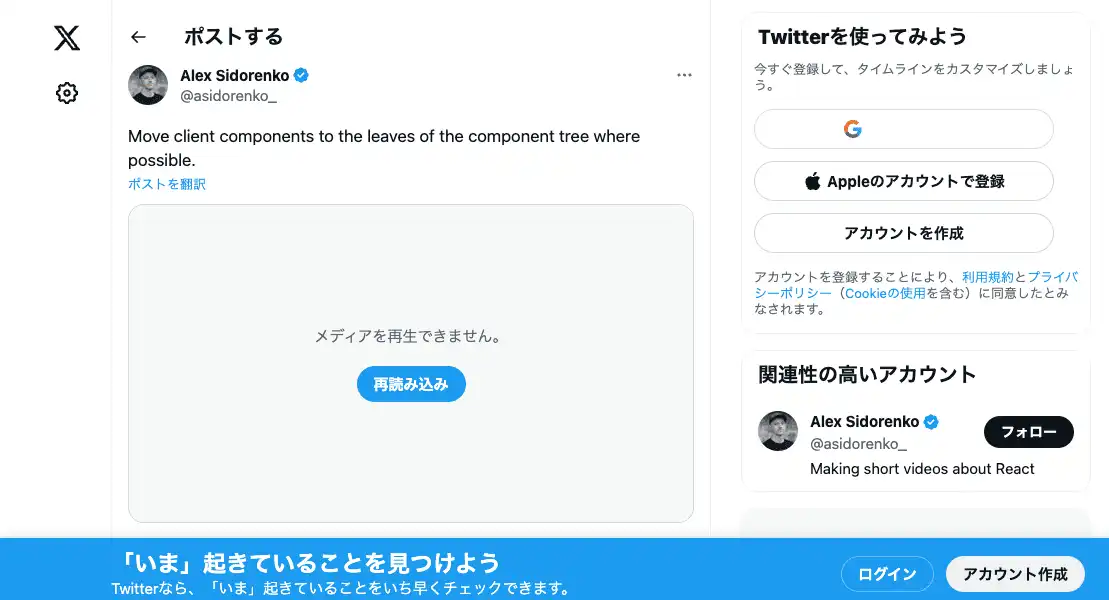 ポストする
Alex Sidorenko
@asidorenko_
Move client components to the leaves of the component tree where
possible.
ポストを翻訳
メディアを再生できません。
再読み込み
Twitterを使ってみよう
今すぐ登録して、タイムラインをカスタマイズしましょ
う。
Appleのアカウントで登録
アカウントを作成
アカウントを登録することにより、利用規約とプライバ
シーポリシー（Cookieの使用を含む）に同意したとみ
なされます。
関連性の高いアカウント
Alex Sidorenko
@asidorenko_
フォロー
Making short videos about React
「いま」起きていることを見つけよう
Twitterなら、「いま」起きていることをいち早くチェックできます。
ログイン
アカウント作成